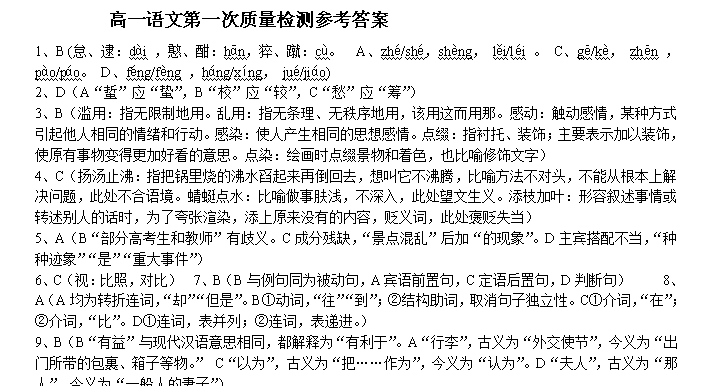 高一语文第一次质量检测参考答案
1、B (怠、逮：dài ，憨、酣：hān，猝、蹴：cù。 A、zhé/shé，shèng， lěi/léi 。 C、gē/kè， zhēn ，
pào/páo。 D、fēng/fèng ，háng/xíng， jué/jiáo)
2、D（A“蜇”应“蛰”，B“校”应“较”，C“愁”应“筹”）
3、B（滥用：指无限制地用。乱用：指无条理、无秩序地用，该用这而用那。感动：触动感情，某种方式
引起他人相同的情绪和行动。感染：使人产生相同的思想感情。点缀：指衬托、装饰；主要表示加以装饰，
使原有事物变得更加好看的意思。点染：绘画时点缀景物和着色，也比喻修饰文字）
4、C（扬汤止沸：指把锅里烧的沸水舀起来再倒回去，想叫它不沸腾，比喻方法不对头，不能从根本上解
决问题，此处不合语境。蜻蜓点水：比喻做事肤浅，不深入，此处望文生义。添枝加叶：形容叙述事情或
转述别人的话时，为了夸张渲染，添上原来没有的内容，贬义词，此处褒贬失当）
5、A（B“部分高考生和教师”有歧义。C 成分残缺，“景点混乱”后加“的现象”。D 主宾搭配不当，“种
种迹象”“是”“重大事件”）
6、C（视：比照，对比） 7、B（B 与例句同为被动句，A 宾语前置句，C 定语后置句，D 判断句） 8、
A（A 均为转折连词，“却”“但是”。B①动词，“往”“到”；②结构助词，取消句子独立性。C①介词，“在”；
②介词，“比”。D①连词，表并列；②连词，表递进。）
9、B（B“有益”与现代汉语意思相同，都解释为“有利于”。A“行李”，古义为“外交使节”，今义为“出
门所带的包裹、箱子等物。” C“以为”，古义为“把……作为”，今义为“认为”。D“夫人”，古义为“那
人”，今义为“一般人的妻子”）